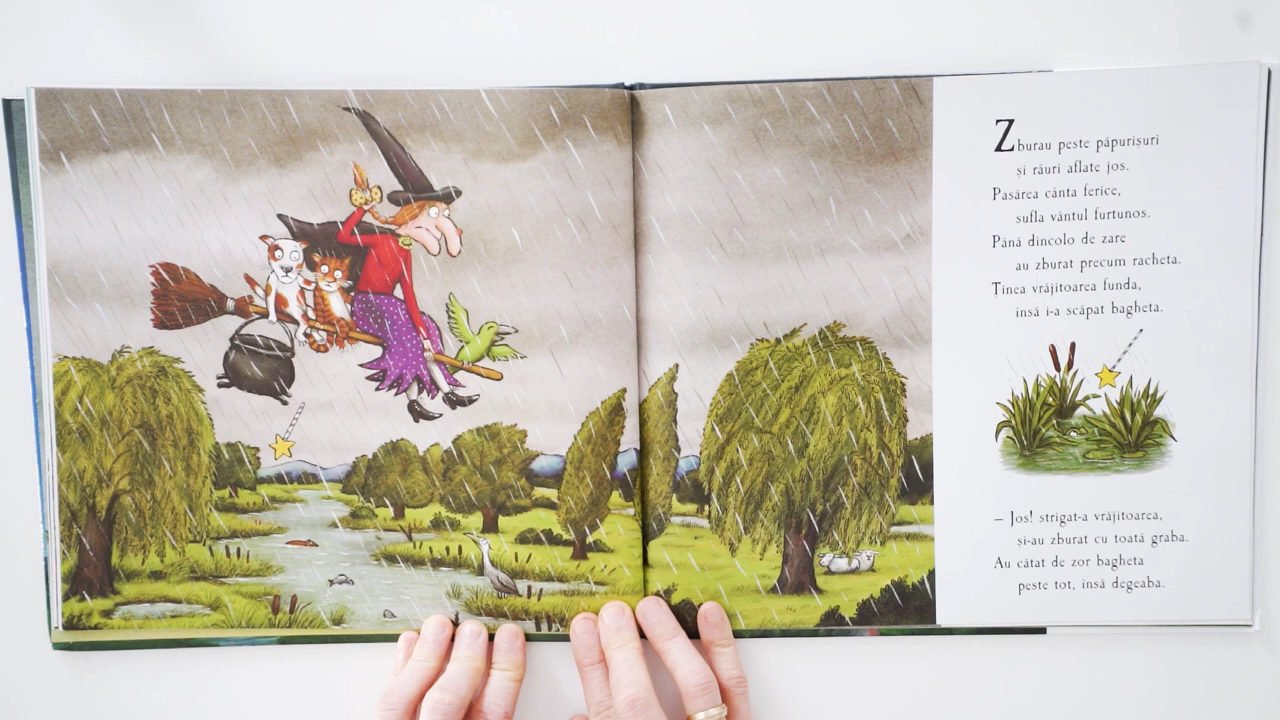 Zburau peste păpurișuri
și râuri aflate jos.
Pasărea cânta ferice,
sufla vântul furtunos.
Până dincolo de zare
au zburat precum racheta.
Ținea vrăjitoarea funda,
însă i-a scăpat bagheta.
– Jos! strigat-a vrăjitoarea,
și-au zburat cu toată graba.
Au cătat de zor bagheta
peste tot, însă degeaba.